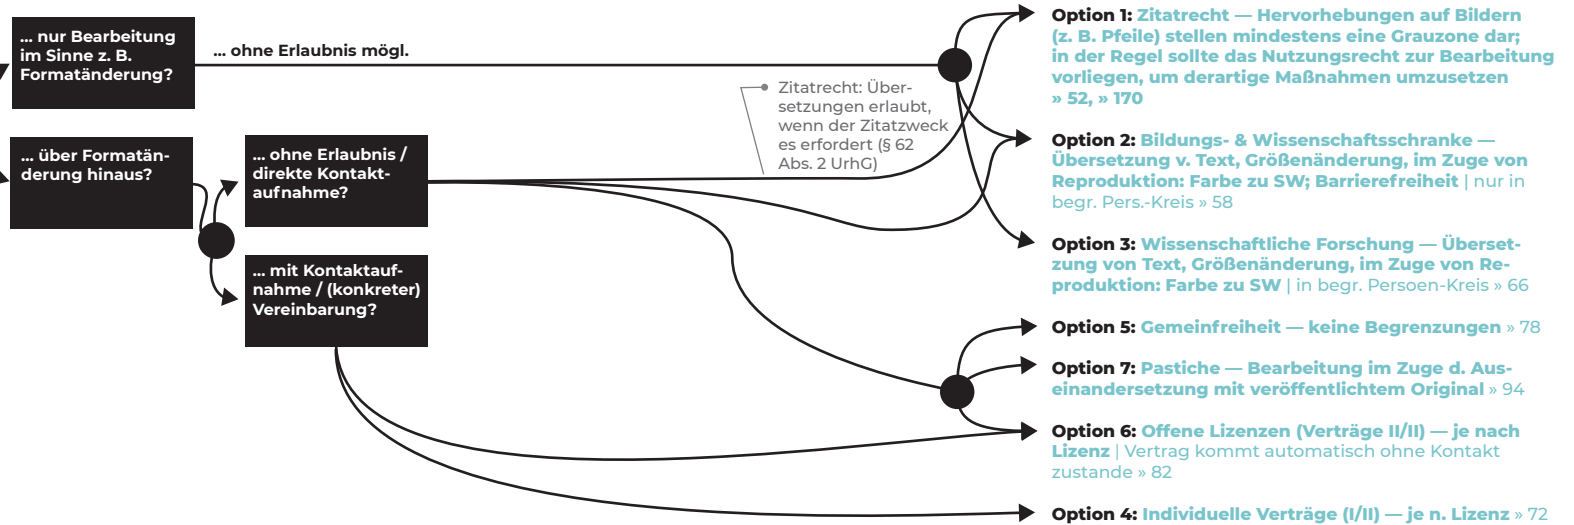 ... nur Bearbeitung
im Sinne z. B.
Formatänderung?
... ohne Erlaubnis mögl.
... über Formatän-
derung hinaus?
... ohne Erlaubnis /
direkte Kontakt-
aufnahme?
... mit Kontaktauf-
nahme / (konkreter)
Vereinbarung?
Zitatrecht: Über-
setzungen erlaubt,
wenn der Zitatzweck
es erfordert (§ 62
Abs. 2 UrhG)
Option 1: Zitatrecht — Hervorhebungen auf Bildern
(z. B. Pfeile) stellen mindestens eine Grauzone dar;
in der Regel sollte das Nutzungsrecht zur Bearbeitung
vorliegen, um derartige Maßnahmen umzusetzen
» 52, » 170
Option 2: Bildungs- & Wissenschaftsschranke —
Übersetzung v. Text, Größenänderung, im Zuge von
Reproduktion: Farbe zu SW; Barrierefreiheit | nur in
begr. Pers.-Kreis » 58
Option 3: Wissenschaftliche Forschung — Überset-
zung von Text, Größenänderung, im Zuge von Re-
produktion: Farbe zu SW | in begr. Persoen-Kreis » 66
Option 5: Gemeinfreiheit — keine Begrenzungen » 78
Option 7: Pastiche — Bearbeitung im Zuge d. Aus-
einandersetzung mit veröffentlichtem Original » 94
Option 6: Offene Lizenzen (Verträge II/II) — je nach
Lizenz | Vertrag kommt automatisch ohne Kontakt
zustande » 82
Option 4: Individuelle Verträge (I/II) — je n. Lizenz » 72